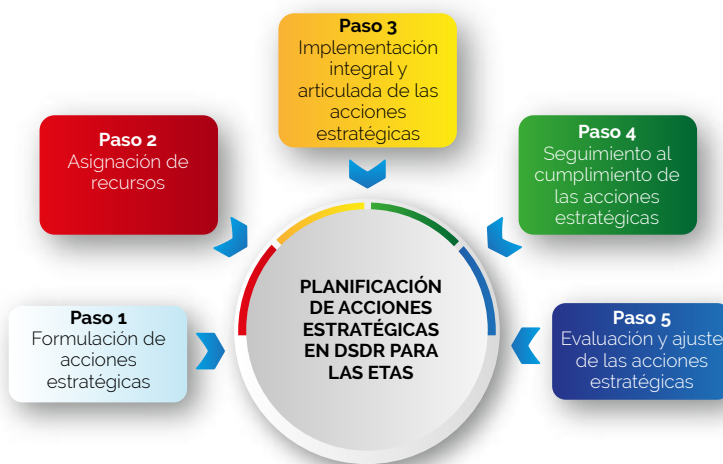 Paso 1
Formulación de
acciones
estratégicas
Paso 2
Asignación de
recursos
Paso 3
Implementación
integral y
articulada de las
acciones
estratégicas
Paso 4
Seguimiento al
cumplimiento de
las acciones
estratégicas
Paso 5
Evaluación y ajuste
de las acciones
estratégicas
PLANIFICACIÓN
DE ACCIONES
ESTRATÉGICAS
EN DSDR PARA
LAS ETAS